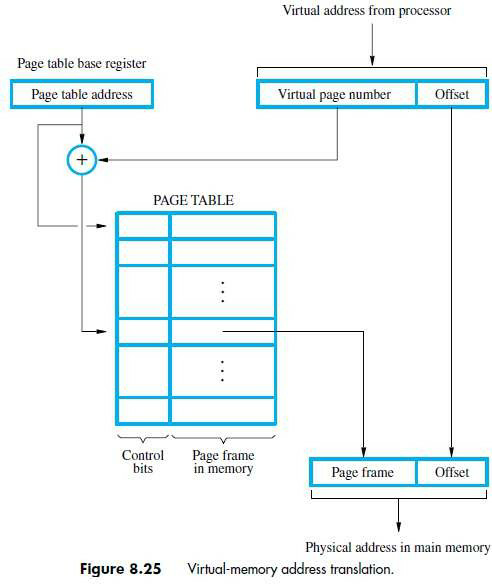 Virtual address from processor
Page table base register
Page table address
Virtual page number
Offset
+
PAGE TABLE
Control
bits
Page frame
in memory
Page frame
Offset
Physical address in main memory
Figure 8.25 Virtual-memory address translation.